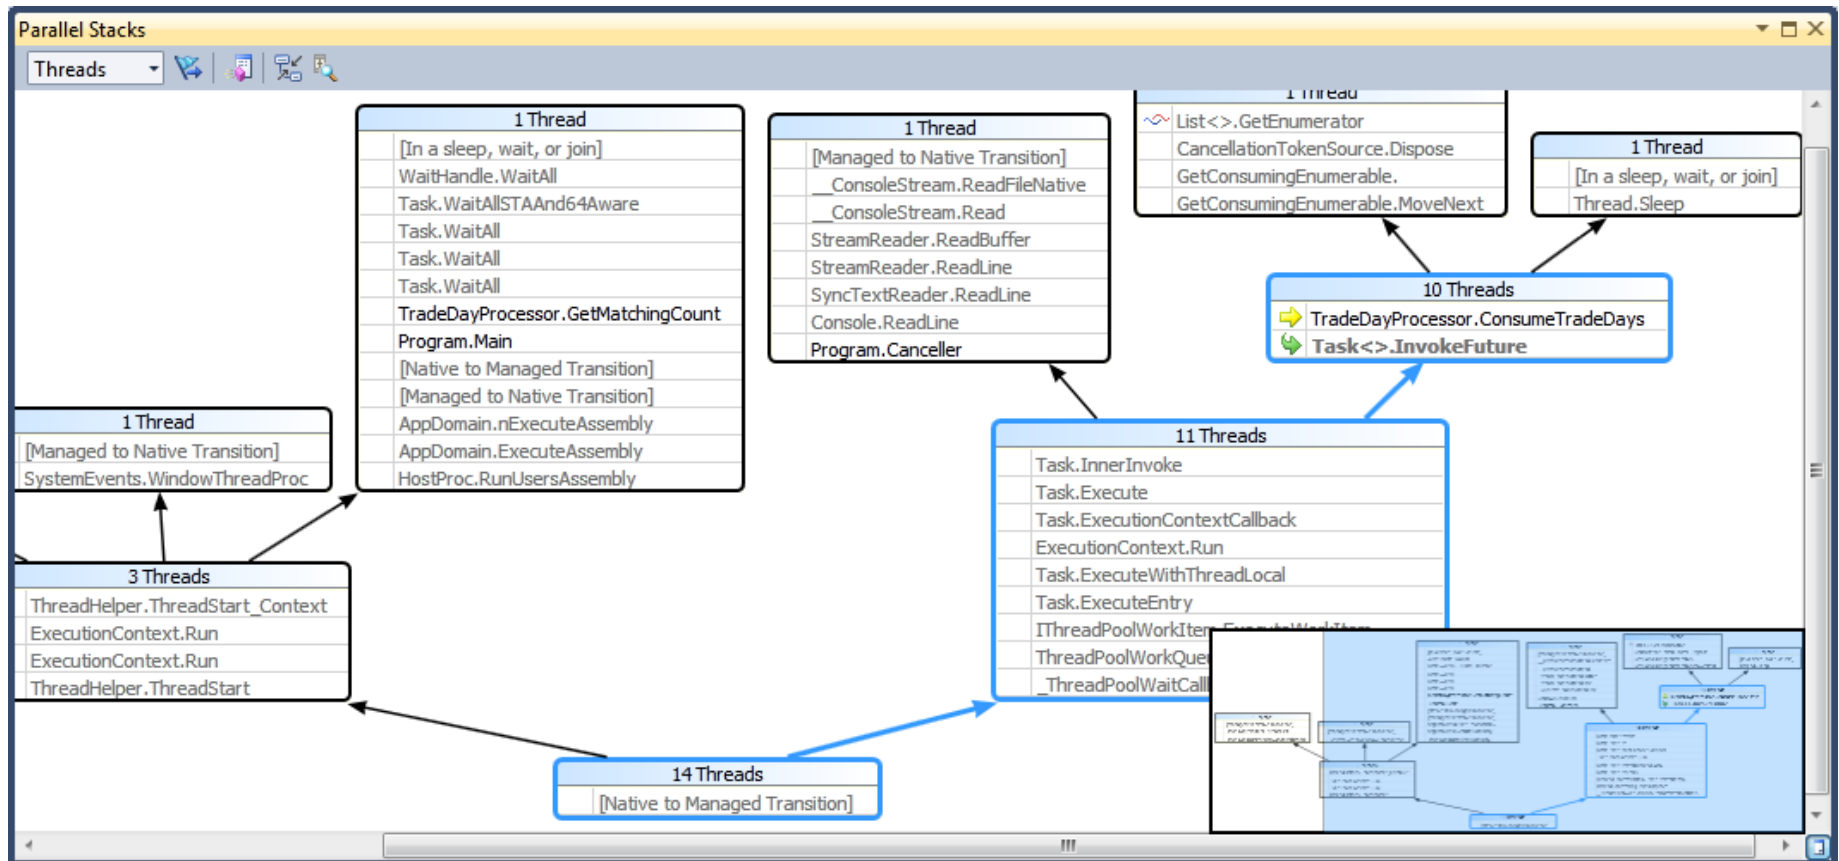 Parallel Stacks
Threads
1 Thread
[In a sleep, wait, or join]
WaitHandle.WaitAll
Task.WaitAllSTAAnd64Aware
Task.WaitAll
Task.WaitAll
Task.WaitAll
TradeDayProcessor.GetMatchingCount
Program.Main
[Native to Managed Transition]
[Managed to Native Transition]
AppDomain.nExecuteAssembly
AppDomain.ExecuteAssembly
HostProc.RunUsersAssembly
1 Thread
[Managed to Native Transition]
__ConsoleStream.ReadFileNative
__ConsoleStream.Read
StreamReader.ReadBuffer
StreamReader.ReadLine
SyncTextReader.ReadLine
Console.ReadLine
Program.Canceller
1 Thread
List<>.GetEnumerator
CancellationTokenSource.Dispose
GetConsumingEnumerable.
GetConsumingEnumerable.MoveNext
1 Thread
[In a sleep, wait, or join]
Thread.Sleep
10 Threads
TradeDayProcessor.ConsumeTradeDays
Task<>.InvokeFuture
1 Thread
[Managed to Native Transition]
SystemEvents.WindowThreadProc
11 Threads
Task.InnerInvoke
Task.Execute
Task.ExecutionContextCallback
ExecutionContext.Run
Task.ExecuteWithThreadLocal
Task.ExecuteEntry
IThreadPoolWorkItem.ExecuteWorkItem
ThreadPoolWorkQue
_ThreadPoolWaitCall
3 Threads
ThreadHelper.ThreadStart_Context
ExecutionContext.Run
ExecutionContext.Run
ThreadHelper.ThreadStart
14 Threads
[Native to Managed Transition]